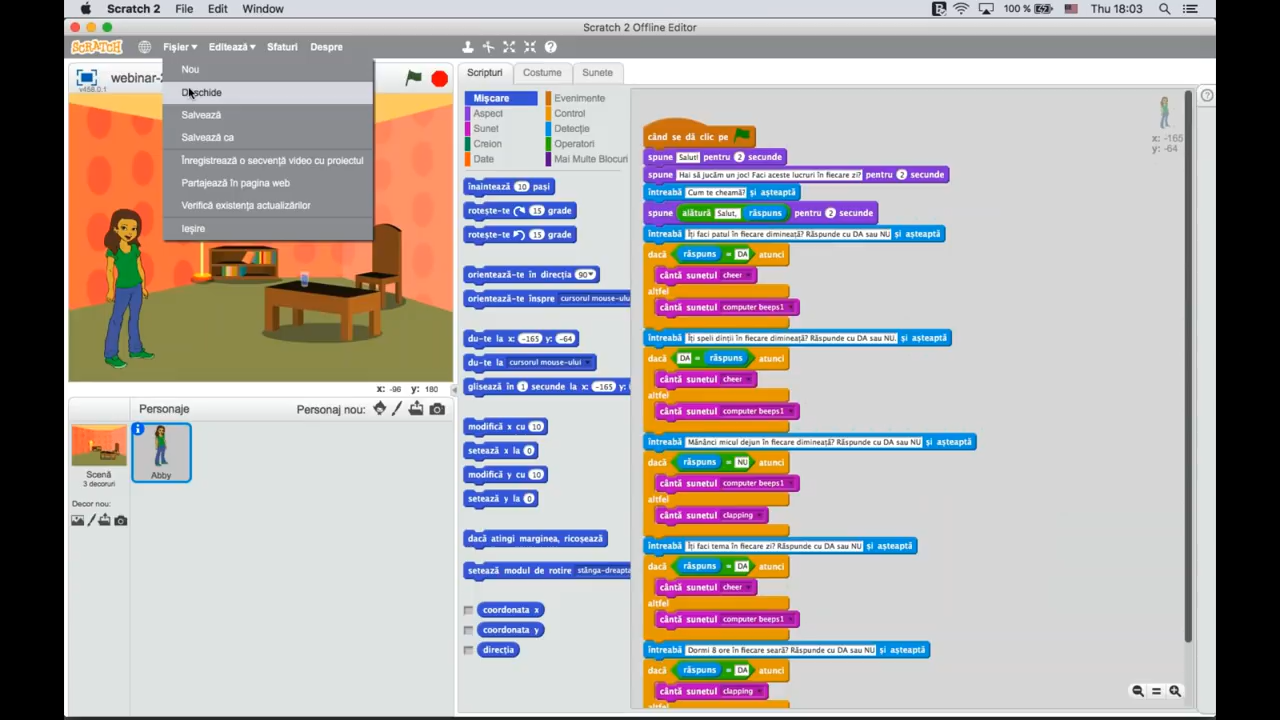 Scratch 2 File Edit Window 100 % Thu 18:03
Scratch 2 Offline Editor
SCRATCH Fișier Editează Sfaturi Despre
webinar-
v458.0.1
Nou
Deschide
Salvează
Salvează ca
Înregistrează o secvență video cu proiectul
Partajează în pagina web
Verifică existența actualizărilor
Ieșire
x: -96 y: 180
Personaje Personaj nou:
Scenă
3 decoruri
Decor nou:
Abby
Scripturi Costume Sunete
Mișcare Evenimente
Aspect Control
Sunet Detecție
Creion Operatori
Date Mai Multe Blocuri
înaintează 10 pași
rotește-te 15 grade
rotește-te 15 grade
orientează-te în direcția 90
orientează-te înspre cursorul mouse-ulu
du-te la x: -165 y: -64
du-te la cursorul mouse-ului
glisează în 1 secunde la x: -165 y:
modifică x cu 10
setează x la 0
modifică y cu 10
setează y la 0
dacă atingi marginea, ricoșează
setează modul de rotire stânga-dreapta
coordonata x
coordonata y
direcția
x: -165
y: -64
când se dă clic pe
spune Salut! pentru 2 secunde
spune Hai să jucăm un joc! Faci aceste lucruri în fiecare zi? pentru 2 secunde
întreabă Cum te cheamă? și așteaptă
spune alătură Salut, răspuns pentru 2 secunde
întreabă Îți faci patul în fiecare dimineață? Răspunde cu DA sau NU și așteaptă
dacă răspuns = DA atunci
cântă sunetul cheer
altfel
cântă sunetul computer beeps1
întreabă Îți speli dinții în fiecare dimineață? Răspunde cu DA sau NU. și așteaptă
dacă DA = răspuns atunci
cântă sunetul cheer
altfel
cântă sunetul computer beeps1
întreabă Mănânci micul dejun în fiecare dimineață? Răspunde cu DA sau NU și așteaptă
dacă răspuns = NU atunci
cântă sunetul computer beeps1
altfel
cântă sunetul clapping
întreabă Îți faci tema în fiecare zi? Răspunde cu DA sau NU și așteaptă
dacă răspuns = DA atunci
cântă sunetul cheer
altfel
cântă sunetul computer beeps1
întreabă Dormi 8 ore în fiecare seară? Răspunde cu DA sau NU și așteaptă
dacă răspuns = DA atunci
cântă sunetul clapping
altfel